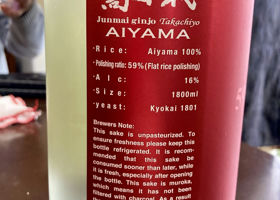 Junmai ginjo Takachiyo
AIYAMA
・Rice: Aiyama 100%
・Polishing ratio: 59%(Flat rice polishing)
・Alc: 16%
・Size: 1800ml
・yeast: Kyokai 1801
Brewers Note:
This sake is unpasteurized. To
ensure freshness please keep this
bottle refrigerated. It is recom-
mended that this sake be
consumed sooner than later, while
it is fresh, especially after opening
the bottle. This sake is muroka,
which means it has not been
filtered with charcoal. As a result